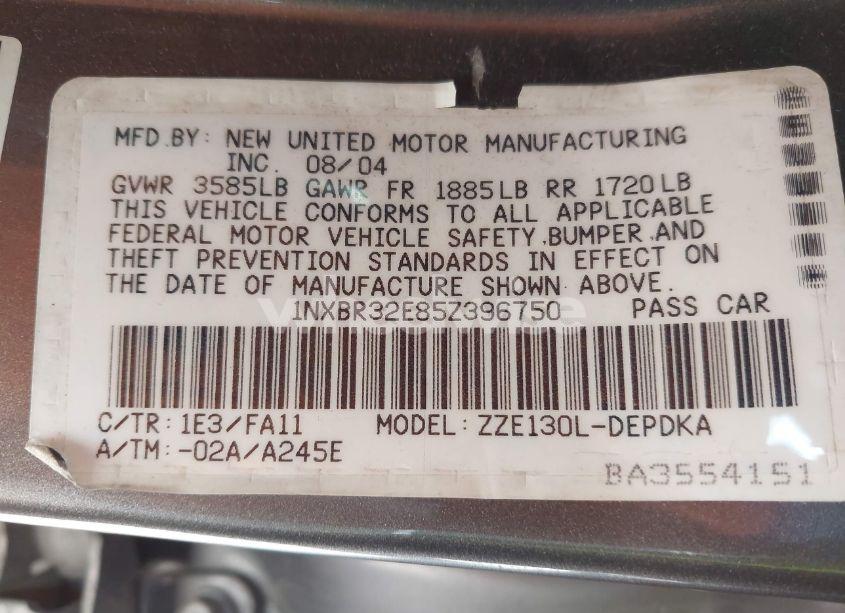 MFD.BY: NEW UNITED MOTOR MANUFACTURING
INC. 08/04
GVWR 3585LB GAWR FR 1885LB RR 1720LB
THIS VEHICLE CONFORMS TO ALL APPLICABLE
FEDERAL MOTOR VEHICLE SAFETY,BUMPER,AND
THEFT PREVENTION STANDARDS IN EFFECT ON
THE DATE OF MANUFACTURE SHOWN ABOVE.
1NXBR32E85Z396750 PASS CAR
C/TR: 1E3/FA11 MODEL: ZZE130L-DEPDKA
A/TM: -02A/A245E
BA3554151